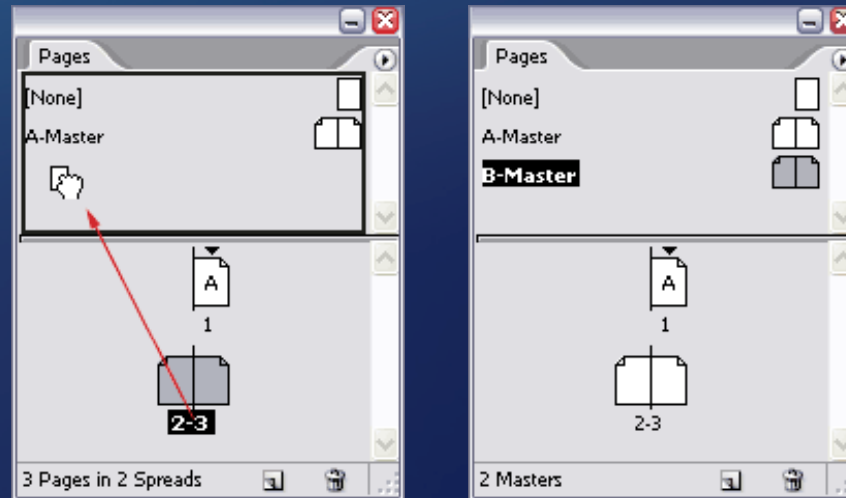 Pages
[None]
A-Master
A
1
2-3
3 Pages in 2 Spreads
Pages
[None]
A-Master
B-Master
A
1
2-3
2 Masters